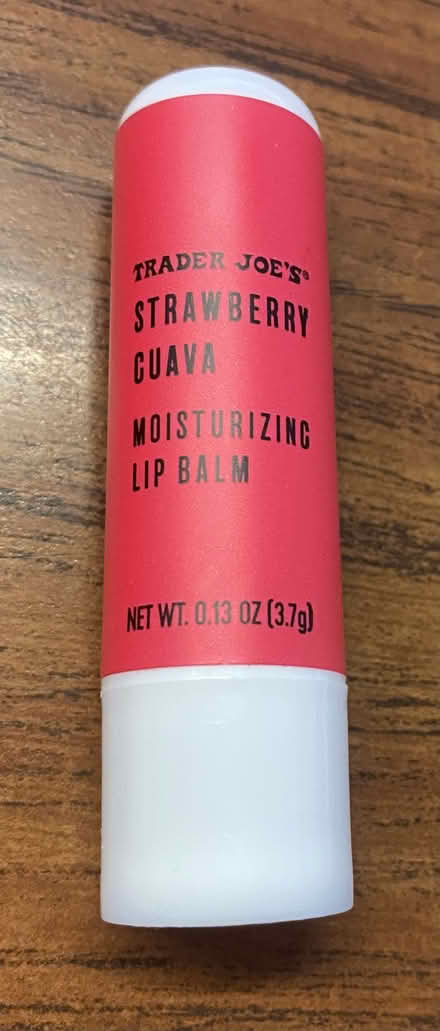 TRADER JOE'S®
STRAWBERRY
GUAVA
MOISTURIZING
LIP BALM
NET WT. 0.13 OZ (3.7g)